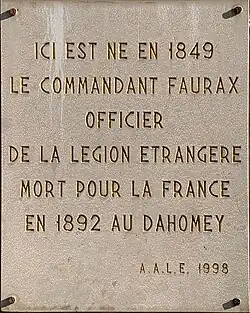 ICI EST NE EN 1849
LE COMMANDANT FAURAX
OFFICIER
DE LA LEGION ETRANGERE
MORT POUR LA FRANCE
EN 1892 AU DAHOMEY
A.A.L.E. 1998